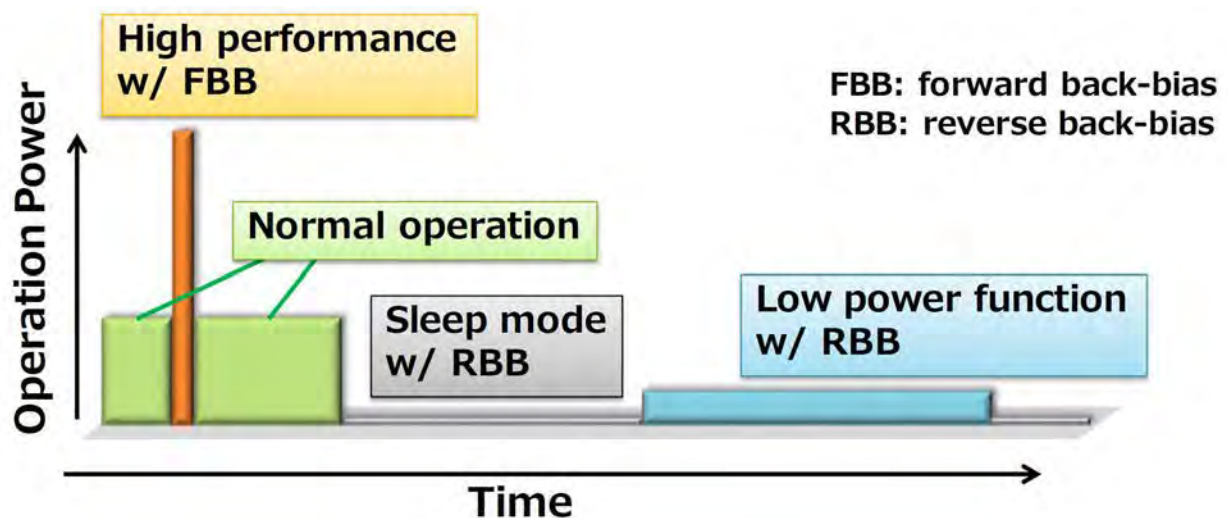 High performance
w/ FBB
FBB: forward back-bias
RBB: reverse back-bias
Operation Power
Normal operation
Sleep mode
w/ RBB
Low power function
w/ RBB
Time